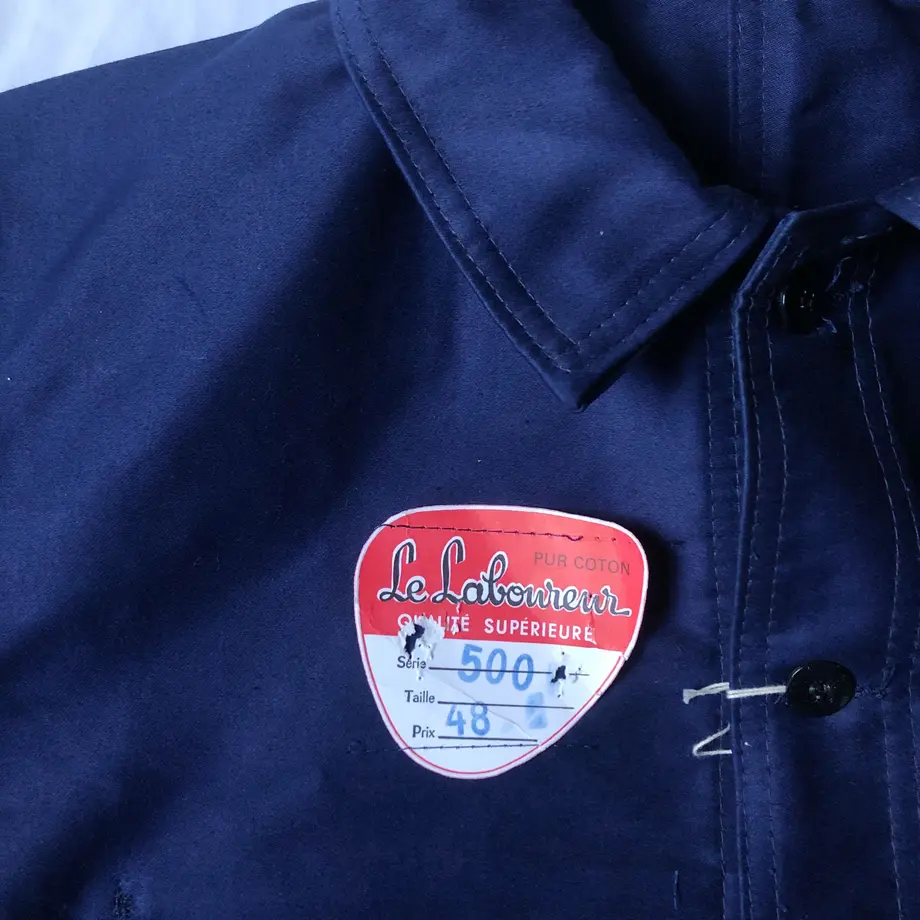 PUR COTON
Le Laboureur
QUALITÉ SUPÉRIEURE
Série 500
Taille 48
Prix